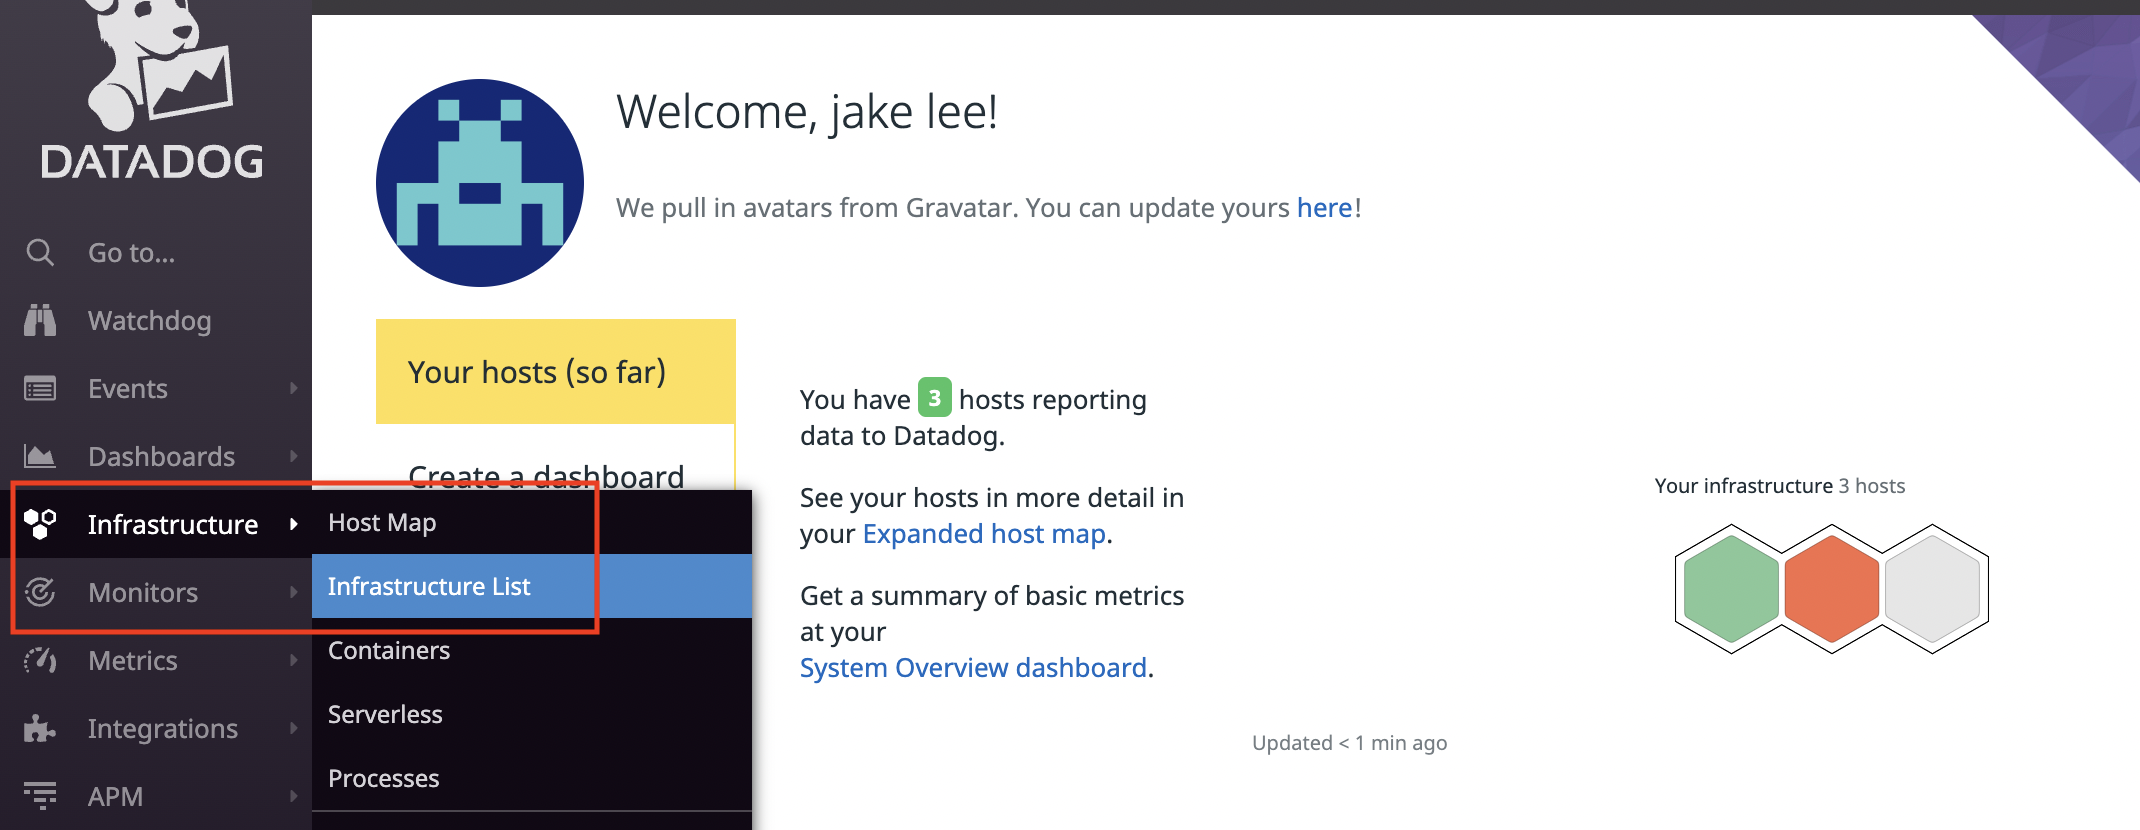 DATADOG
Go to...
Watchdog
Events
Dashboards
Infrastructure
Monitors
Metrics
Integrations
APM
Host Map
Infrastructure List
Containers
Serverless
Processes
Welcome, jake lee!
We pull in avatars from Gravatar. You can update yours here!
Your hosts (so far)
Create a dashboard
You have 3 hosts reporting
data to Datadog.
See your hosts in more detail in
your Expanded host map.
Get a summary of basic metrics
at your
System Overview dashboard.
Your infrastructure 3 hosts
Updated < 1 min ago